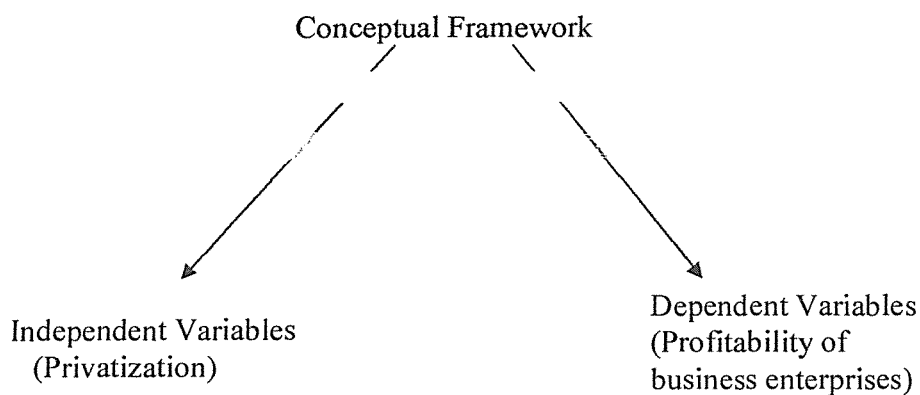 Conceptual Framework
Independent Variables
(Privatization)
Dependent Variables
(Profitability of
business enterprises)